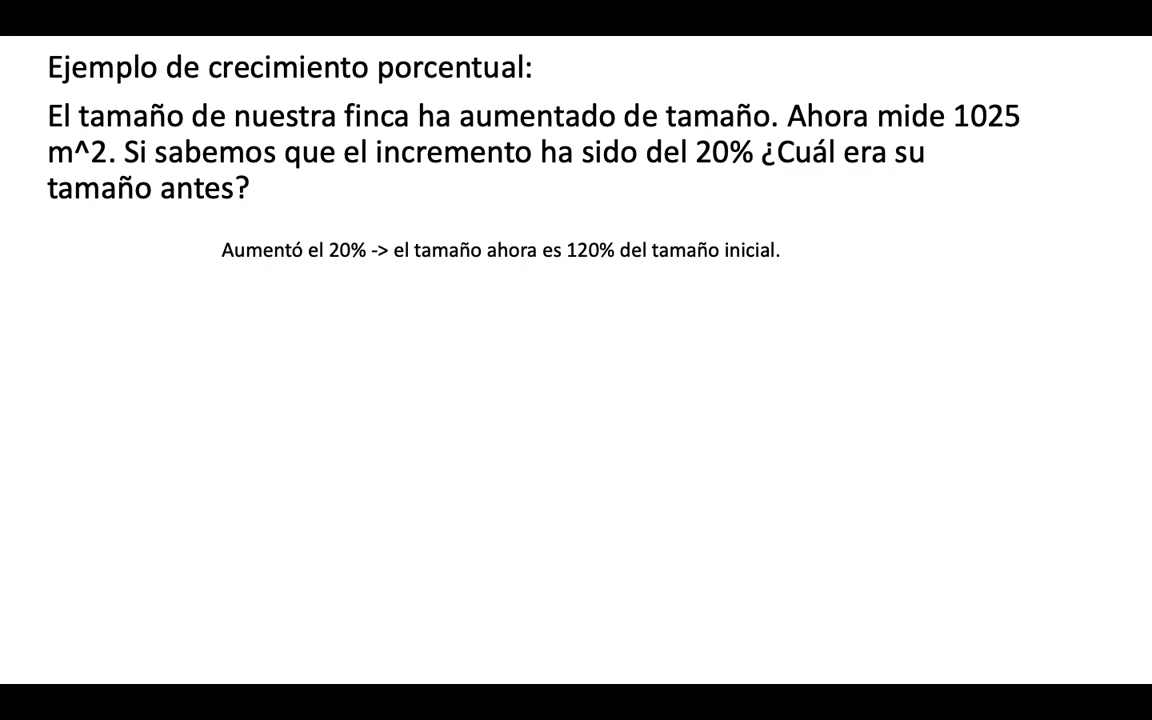 Ejemplo de crecimiento porcentual:
El tamaño de nuestra finca ha aumentado de tamaño. Ahora mide 1025
m^2. Si sabemos que el incremento ha sido del 20% ¿Cuál era su
tamaño antes?
Aumentó el 20% -> el tamaño ahora es 120% del tamaño inicial.